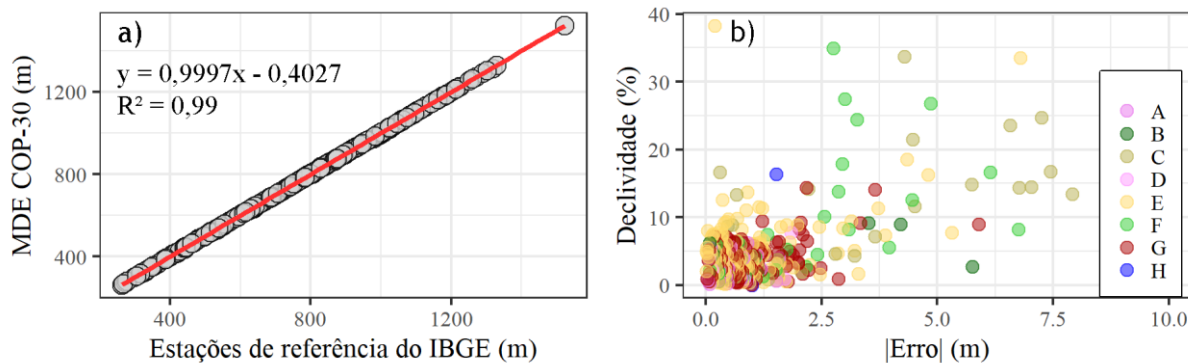 a)
y = 0,9997x - 0,4027
R² = 0,99
MDE COP-30 (m)
1200
800
400
400
800
1200
Estações de referência do IBGE (m)
b)
Declividade (%)
40
30
20
10
0
0.0
2.5
5.0
7.5
10.0
|Erro| (m)
A
B
C
D
E
F
G
H